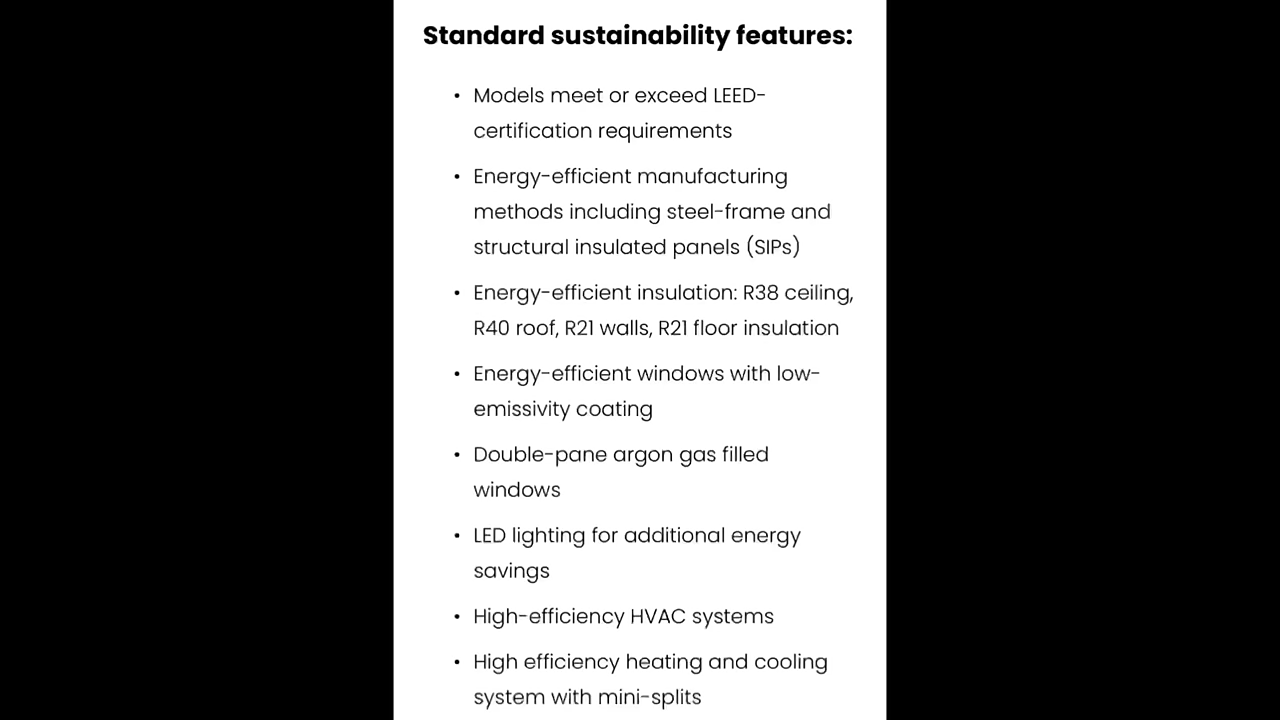 Standard sustainability features:
• Models meet or exceed LEED-
certification requirements
• Energy-efficient manufacturing
methods including steel-frame and
structural insulated panels (SIPs)
• Energy-efficient insulation: R38 ceiling,
R40 roof, R21 walls, R21 floor insulation
• Energy-efficient windows with low-
emissivity coating
• Double-pane argon gas filled
windows
• LED lighting for additional energy
savings
• High-efficiency HVAC systems
• High efficiency heating and cooling
system with mini-splits